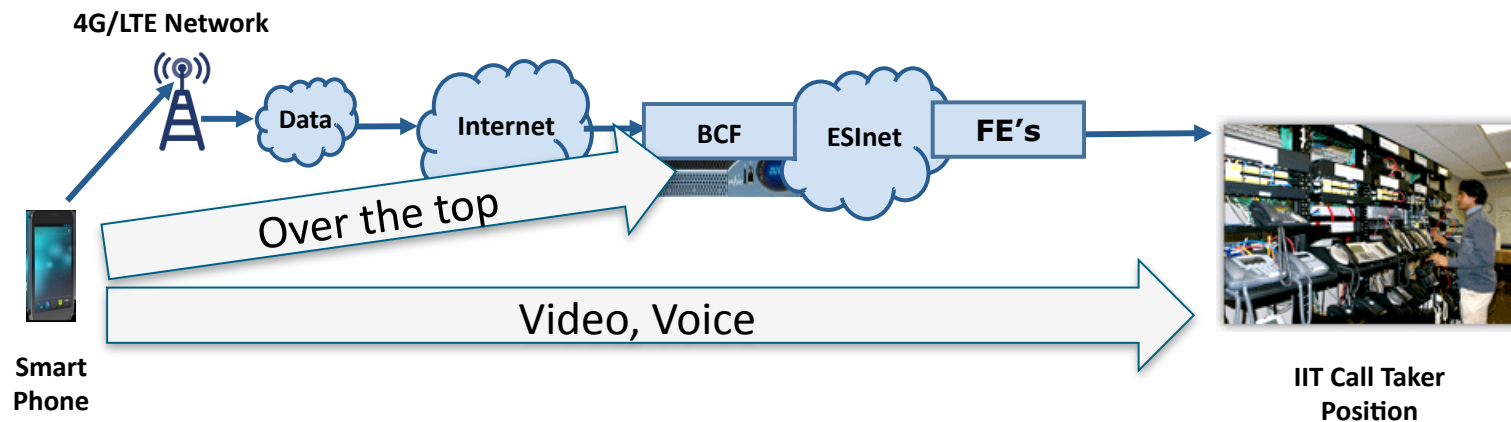 4G/LTE Network
Data
Internet
BCF
ESInet
FE's
Over the top
Video, Voice
Smart
Phone
IIT Call Taker
Position